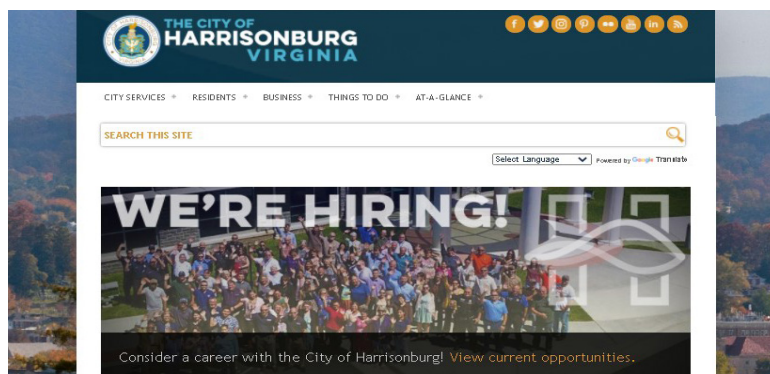 THE CITY OF
HARRISONBURG
VIRGINIA
CITY SERVICES + RESIDENTS + BUSINESS + THINGS TO DO + AT-A-GLANCE +
SEARCH THIS SITE
Select Language Powered by Google Translate
WE'RE HIRING!
Consider a career with the City of Harrisonburg! View current opportunities.